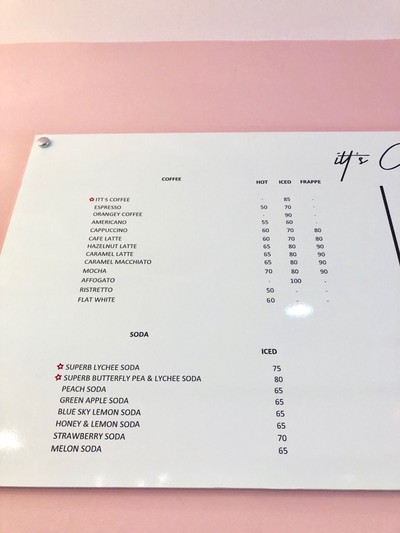 itt's
COFFEE HOT ICED FRAPPE
ITT'S COFFEE - 85 -
ESPRESSO 50 70 -
ORANGEY COFFEE - 90 -
AMERICANO 55 60 -
CAPPUCCINO 60 70 80
CAFE LATTE 60 70 80
HAZELNUT LATTE 65 80 90
CARAMEL LATTE 65 80 90
CARAMEL MACCHIATO 65 80 90
MOCHA 70 80 90
AFFOGATO - 100 -
RISTRETTO 50 - -
FLAT WHITE 60 - -
SODA
ICED
SUPERB LYCHEE SODA 75
SUPERB BUTTERFLY PEA & LYCHEE SODA 80
PEACH SODA 65
GREEN APPLE SODA 65
BLUE SKY LEMON SODA 65
HONEY & LEMON SODA 65
STRAWBERRY SODA 70
MELON SODA 65